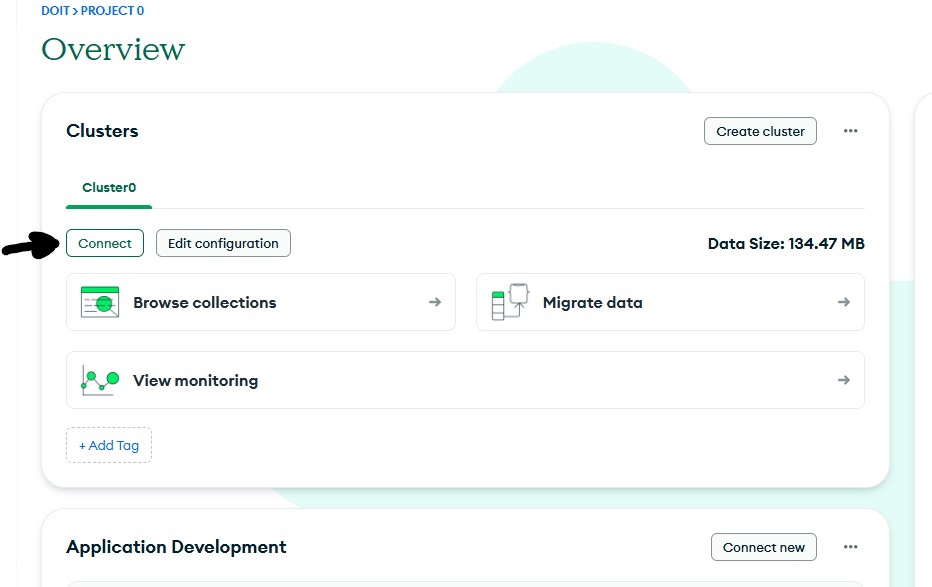 DOIT > PROJECT 0
Overview
Clusters
Create cluster
Cluster0
Connect
Edit configuration
Data Size: 134.47 MB
Browse collections
Migrate data
View monitoring
+ Add Tag
Application Development
Connect new